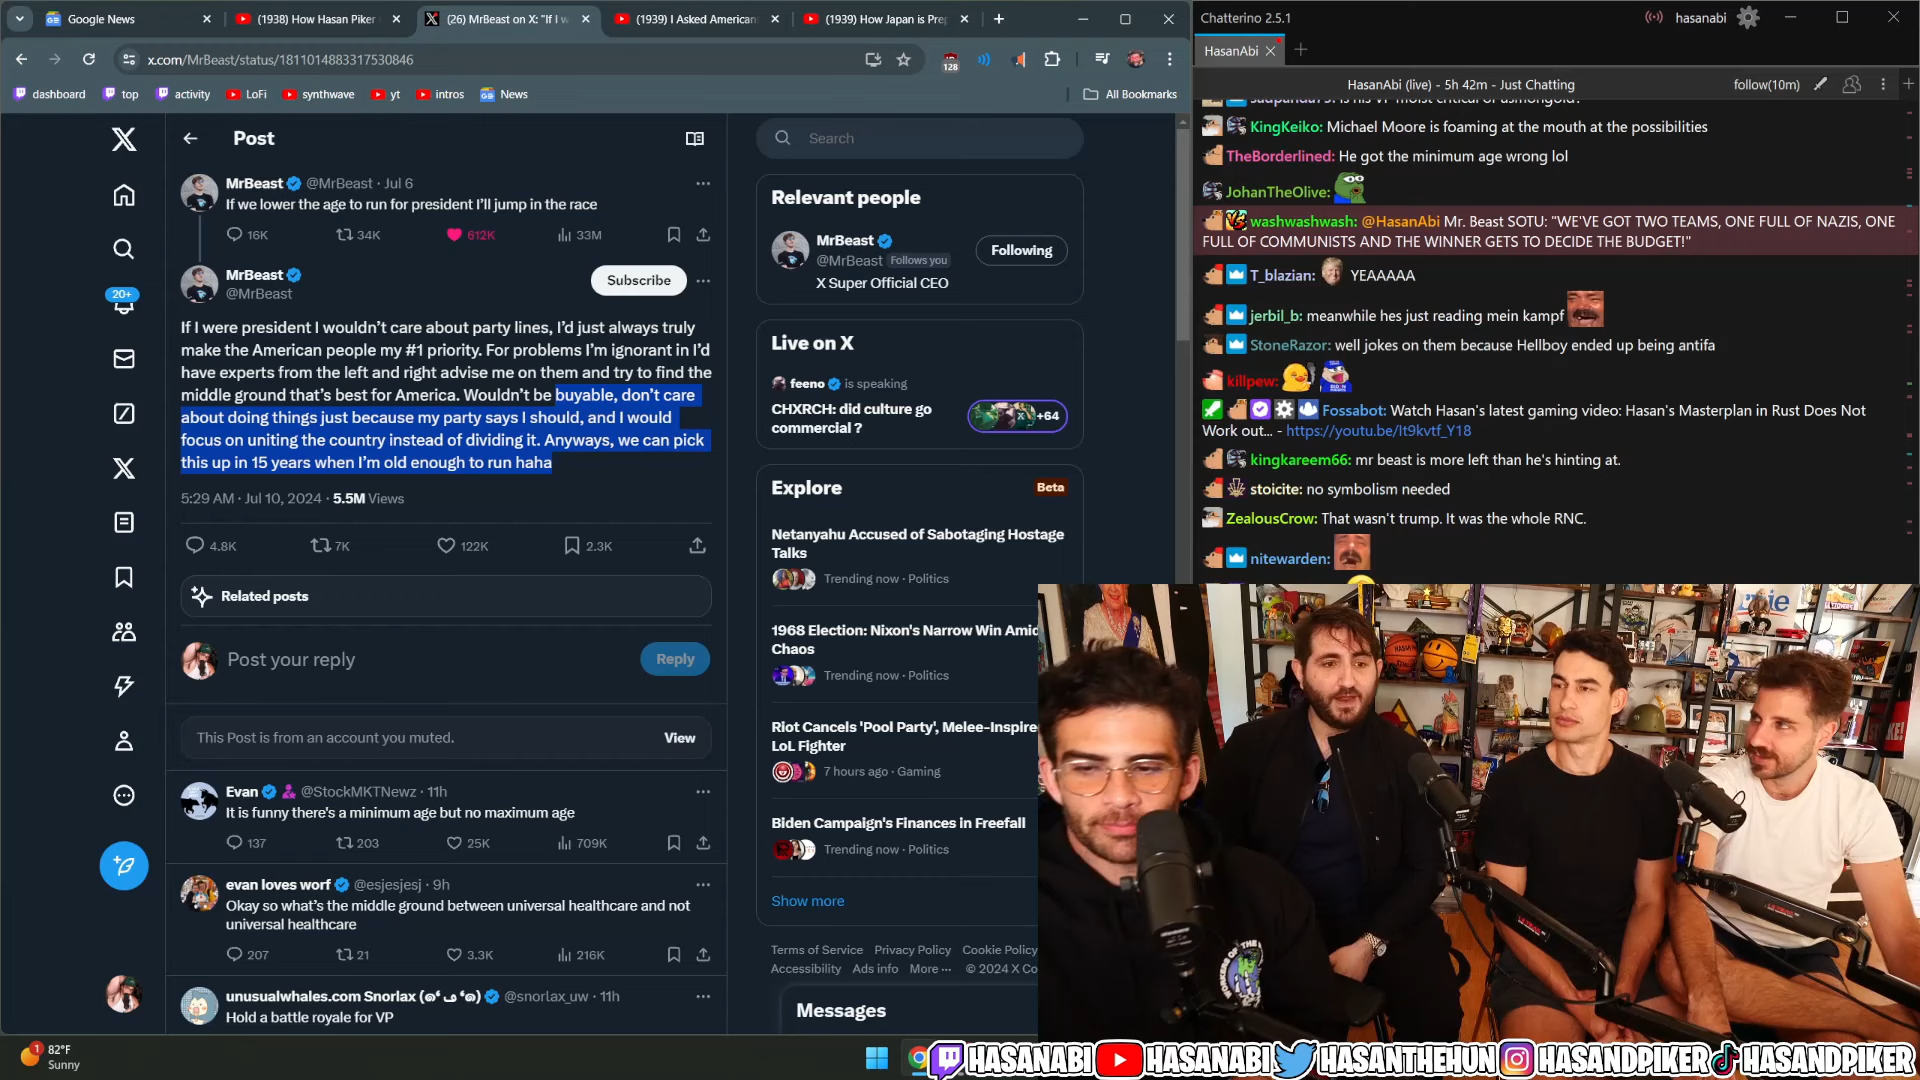 Google News
(1938) How Hasan Piker
(26) MrBeast on X: "If I w
(1939) I Asked American
(1939) How Japan is Prep
x.com/MrBeast/status/1811014883317530846
128
dashboard
top
activity
LoFi
synthwave
yt
intros
News
All Bookmarks
Post
MrBeast @MrBeast · Jul 6
If we lower the age to run for president I'll jump in the race
16K
34K
612K
33M
MrBeast
@MrBeast
Subscribe
If I were president I wouldn't care about party lines, I'd just always truly
make the American people my #1 priority. For problems I'm ignorant in I'd
have experts from the left and right advise me on them and try to find the
middle ground that's best for America. Wouldn't be buyable, don't care
about doing things just because my party says I should, and I would
focus on uniting the country instead of dividing it. Anyways, we can pick
this up in 15 years when I'm old enough to run haha
5:29 AM · Jul 10, 2024 · 5.5M Views
4.8K
7K
122K
2.3K
Related posts
Post your reply
Reply
This Post is from an account you muted.
View
Evan @StockMKTNewz · 11h
It is funny there's a minimum age but no maximum age
137
203
25K
709K
evan loves worf @esjesjesj · 9h
Okay so what's the middle ground between universal healthcare and not
universal healthcare
207
21
3.3K
216K
@snorlax_uw · 11h
Hold a battle royale for VP
20+
Search
Relevant people
MrBeast
@MrBeast Follows you
Following
X Super Official CEO
Live on X
feeno is speaking
CHXRCH: did culture go
commercial ?
+64
Explore
Beta
Netanyahu Accused of Sabotaging Hostage
Talks
Trending now · Politics
1968 Election: Nixon's Narrow Win Amid
Chaos
Trending now · Politics
Riot Cancels 'Pool Party', Melee-Inspire
LoL Fighter
7 hours ago · Gaming
Biden Campaign's Finances in Freefall
Trending now · Politics
Show more
Terms of Service Privacy Policy Cookie Policy
Accessibility Ads info More ··· © 2024 X Co
Messages
1
82°F
Sunny
Chatterino 2.5.1
hasanabi
HasanAbi
HasanAbi (live) - 5h 42m - Just Chatting
follow(10m)
KingKeiko: Michael Moore is foaming at the mouth at the possibilities
TheBorderlined: He got the minimum age wrong lol
JohanTheOlive:
washwashwash: @HasanAbi Mr. Beast SOTU: "WE'VE GOT TWO TEAMS, ONE FULL OF NAZIS, ONE
FULL OF COMMUNISTS AND THE WINNER GETS TO DECIDE THE BUDGET!"
T_blazian: YEAAAAA
jerbil_b: meanwhile hes just reading mein kampf
StoneRazor: well jokes on them because Hellboy ended up being antifa
killpew:
Fossabot: Watch Hasan's latest gaming video: Hasan's Masterplan in Rust Does Not
Work out... - https://youtu.be/It9kvtf_Y18
kingkareem66: mr beast is more left than he's hinting at.
stoicite: no symbolism needed
ZealousCrow: That wasn't trump. It was the whole RNC.
nitewarden:
HASANABI
HASANABI
HASANTHEHUN
HASANDPIKER
HASANDPIKER